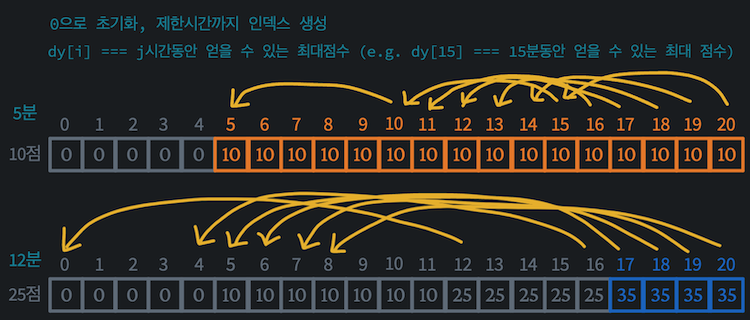 0으로 초기화, 제한시간까지 인덱스 생성
dy[i] === j시간동안 얻을 수 있는 최대점수 (e.g. dy[15] === 15분동안 얻을 수 있는 최대 점수)
5분 0 1 2 3 4 5 6 7 8 9 10 11 12 13 14 15 16 17 18 19 20
10점 0 0 0 0 0 10 10 10 10 10 10 10 10 10 10 10 10 10 10 10 10
12분 0 1 2 3 4 5 6 7 8 9 10 11 12 13 14 15 16 17 18 19 20
25점 0 0 0 0 0 10 10 10 10 10 10 10 25 25 25 25 25 35 35 35 35